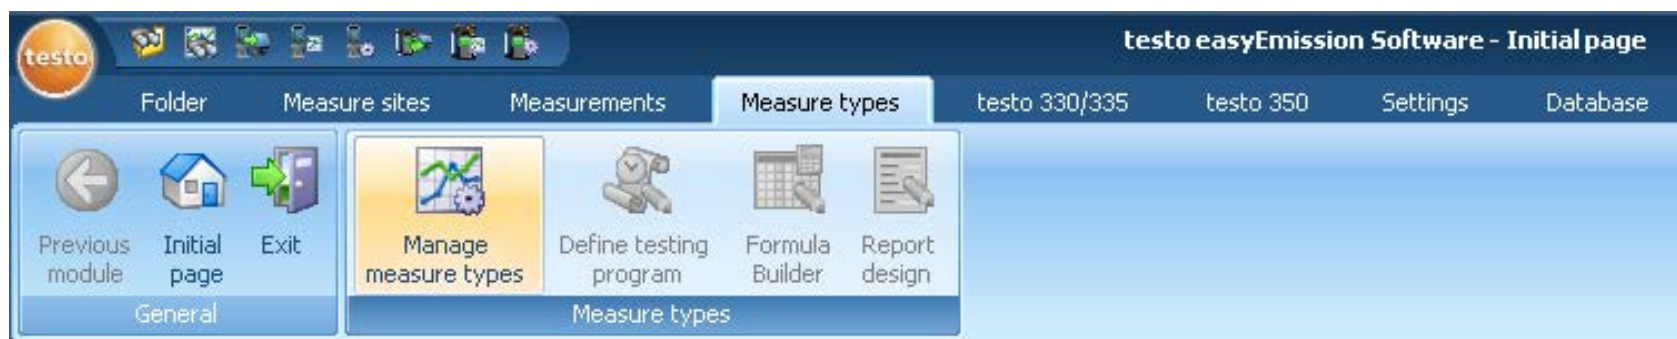 testo
testo easyEmission Software - Initial page
Folder Measure sites Measurements Measure types testo 330/335 testo 350 Settings Database
Previous module
Initial page
Exit
Manage measure types
Define testing program
Formula Builder
Report design
General
Measure types